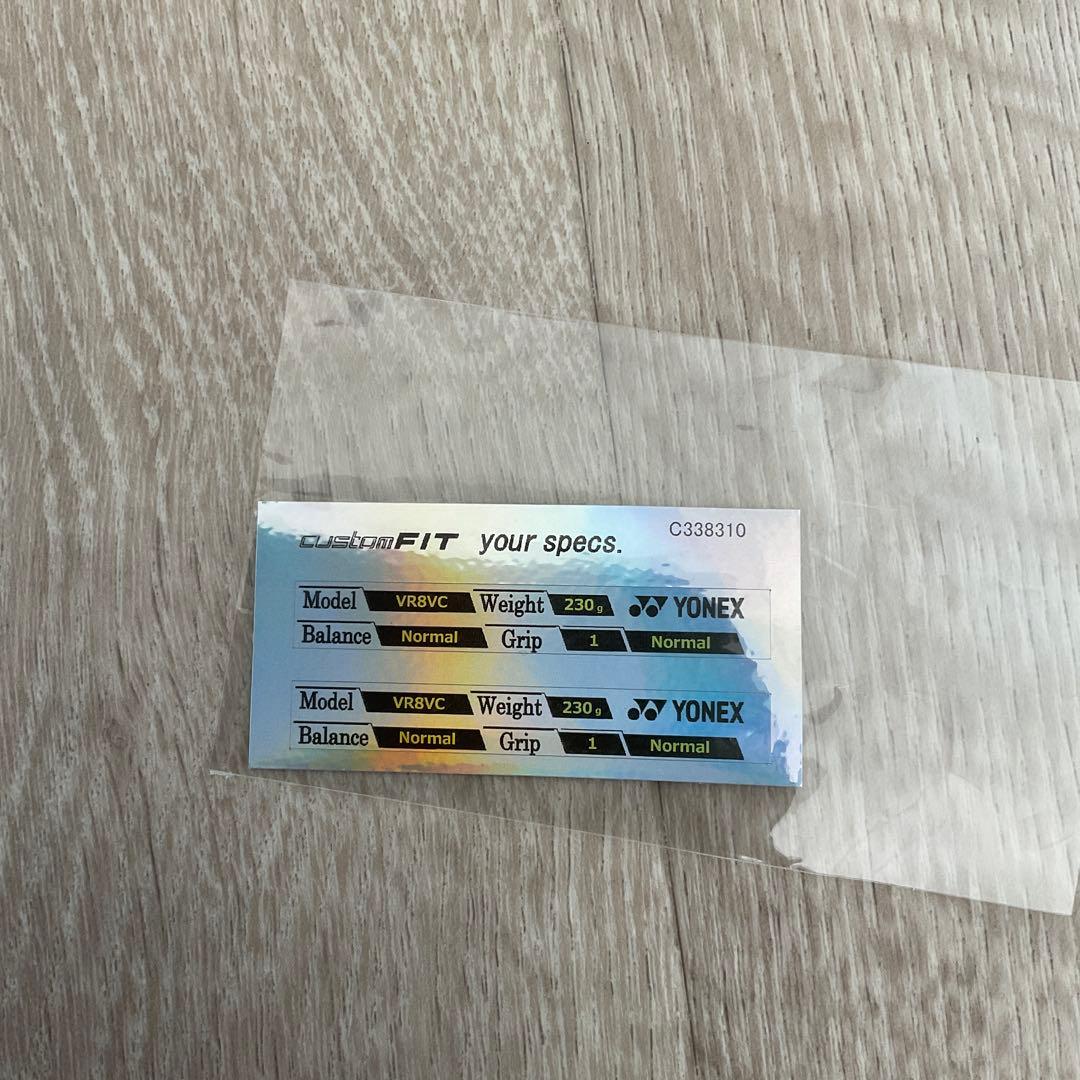 customFIT your specs. C338310
Model VR8VC Weight 230g YONEX
Balance Normal Grip 1 Normal
Model VR8VC Weight 230g YONEX
Balance Normal Grip 1 Normal